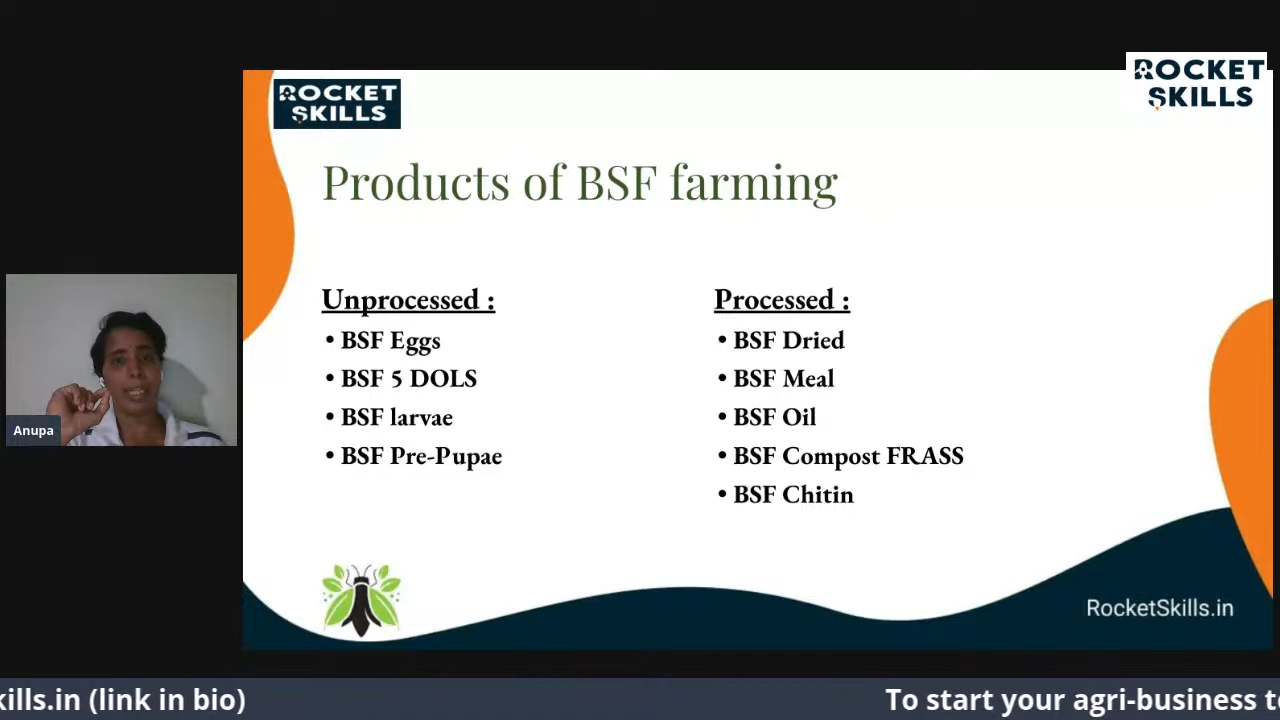 ROCKET
SKILLS
ROCKET
SKILLS
Products of BSF farming
Unprocessed :
• BSF Eggs
• BSF 5 DOLS
• BSF larvae
• BSF Pre-Pupae
Processed :
• BSF Dried
• BSF Meal
• BSF Oil
• BSF Compost FRASS
• BSF Chitin
Anupa
RocketSkills.in
kills.in (link in bio)
To start your agri-business